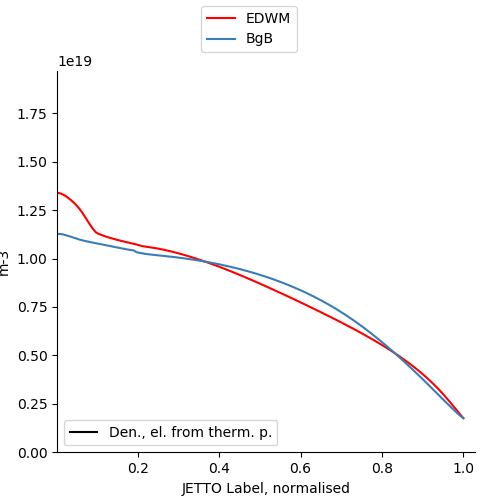 EDWM
BgB
1e19
1.75
1.50
1.25
1.00
0.75
0.50
0.25
0.00
m-3
Den., el. from therm. p.
0.2 0.4 0.6 0.8 1.0
JETTO Label, normalised